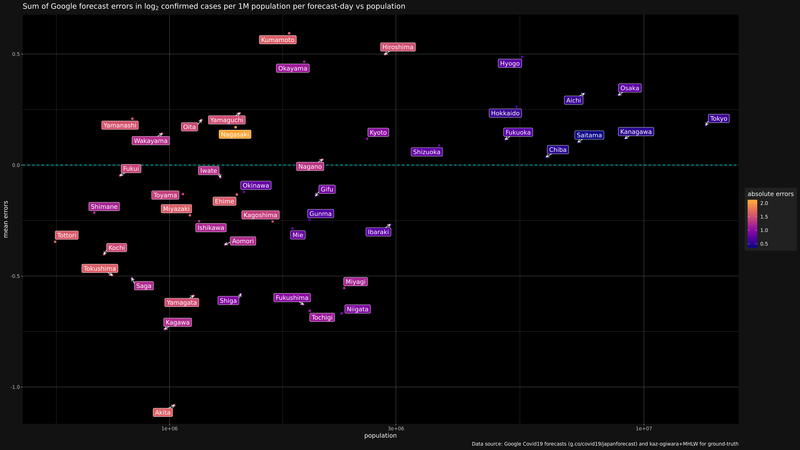 Sum of Google forecast errors in log2 confirmed cases per 1M population per forecast-day vs population
Kumamoto
Hiroshima
0.5
Hyogo
Okayama
Osaka
Aichi
Hokkaido
Tokyo
Yamaguchi
Yamanashi
Oita
Nagasaki
Kyoto
Fukuoka
Kanagawa
Saitama
Wakayama
Shizuoka
Chiba
0.0
Fukui
Iwate
Nagano
Okinawa
Gifu
Toyama
Ehime
absolute errors
2.0
1.5
1.0
0.5
Shimane
Miyazaki
Kagoshima
Gunma
mean errors
Ishikawa
Tottori
Mie
Ibaraki
Aomori
Kochi
Tokushima
-0.5
Saga
Miyagi
Yamagata
Shiga
Fukushima
Niigata
Tochigi
Kagawa
-1.0
Akita
1e+06
3e+06
1e+07
population
Data source: Google Covid19 forecasts (g.co/covid19/japanforecast) and kaz-ogiwara+MHLW for ground-truth